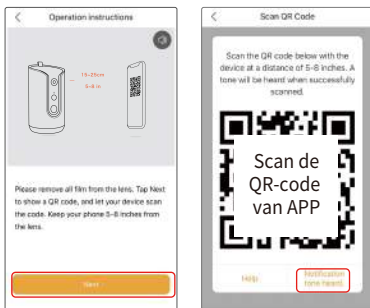 Operation instructions
15-25cm
5-8 in
Please remove all film from the lens. Tap Next
to show a QR code, and let your device scan
the code. Keep your phone 5-8 inches from
the lens.
Next
Scan QR Code
Scan the QR code below with the
device at a distance of 5-8 inches. A
tone will be heard when successfully
scanned.
Scan de
QR-code
van APP
Help
Notification
tone heard